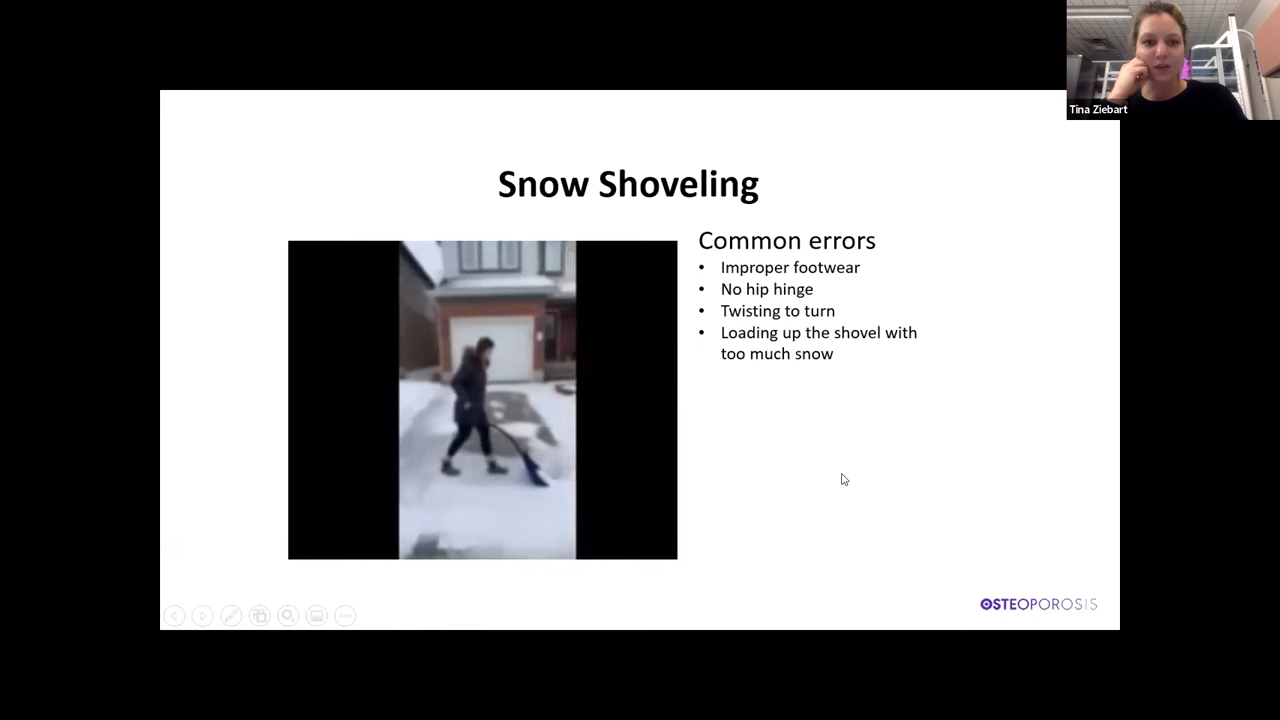 Tina Ziebart
Snow Shoveling
Common errors
• Improper footwear
• No hip hinge
• Twisting to turn
• Loading up the shovel with
too much snow
OSTEOPOROSIS